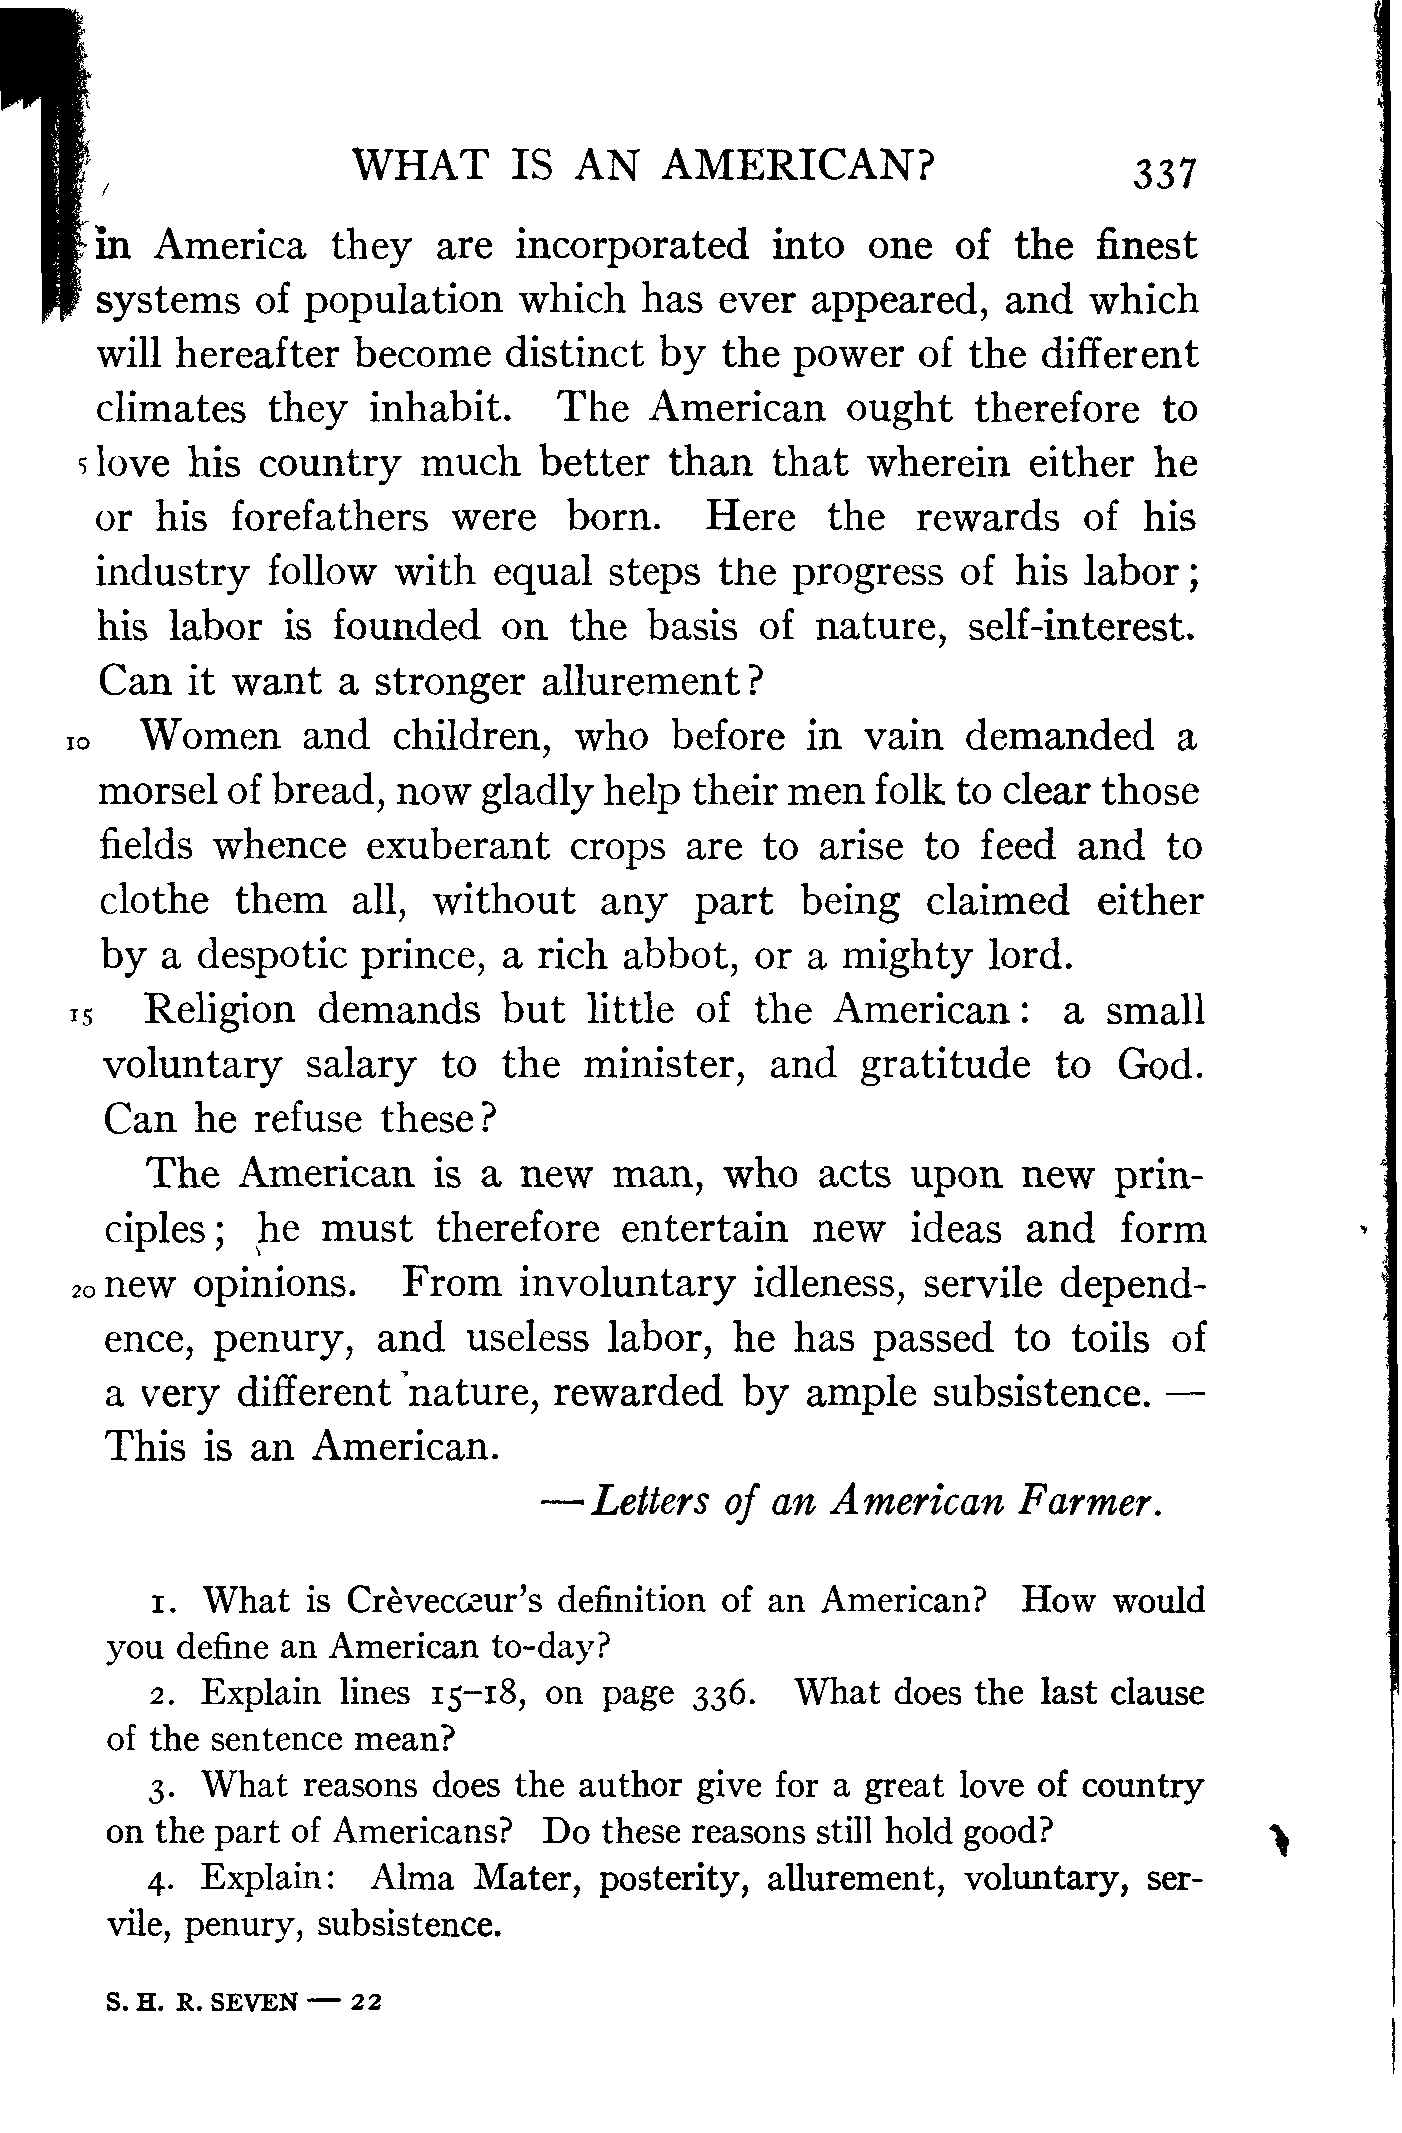 WHAT IS AN AMERICAN? 337
in America they are incorporated into one of the finest
systems of population which has ever appeared, and which
will hereafter become distinct by the power of the different
climates they inhabit. The American ought therefore to
5 love his country much better than that wherein either he
or his forefathers were born. Here the rewards of his
industry follow with equal steps the progress of his labor;
his labor is founded on the basis of nature, self-interest.
Can it want a stronger allurement?
10 Women and children, who before in vain demanded a
morsel of bread, now gladly help their men folk to clear those
fields whence exuberant crops are to arise to feed and to
clothe them all, without any part being claimed either
by a despotic prince, a rich abbot, or a mighty lord.
15 Religion demands but little of the American: a small
voluntary salary to the minister, and gratitude to God.
Can he refuse these?
The American is a new man, who acts upon new prin-
ciples; he must therefore entertain new ideas and form
20 new opinions. From involuntary idleness, servile depend-
ence, penury, and useless labor, he has passed to toils of
a very different nature, rewarded by ample subsistence. —
This is an American.
— Letters of an American Farmer.
1. What is Crèvecœur's definition of an American? How would
you define an American to-day?
2. Explain lines 15–18, on page 336. What does the last clause
of the sentence mean?
3. What reasons does the author give for a great love of country
on the part of Americans? Do these reasons still hold good?
4. Explain: Alma Mater, posterity, allurement, voluntary, ser-
vile, penury, subsistence.
S. H. R. SEVEN — 22